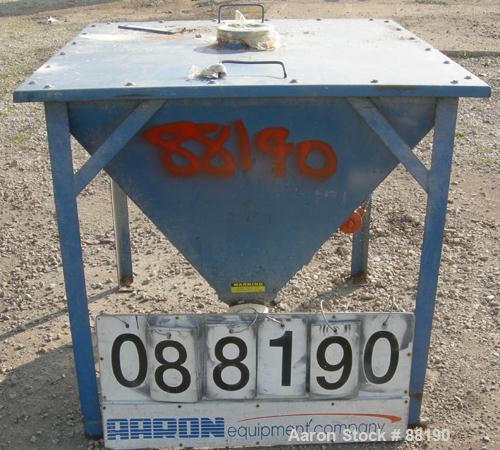 88190
WARNING
088190
AARON equipment company
Aaron Stock # 88190